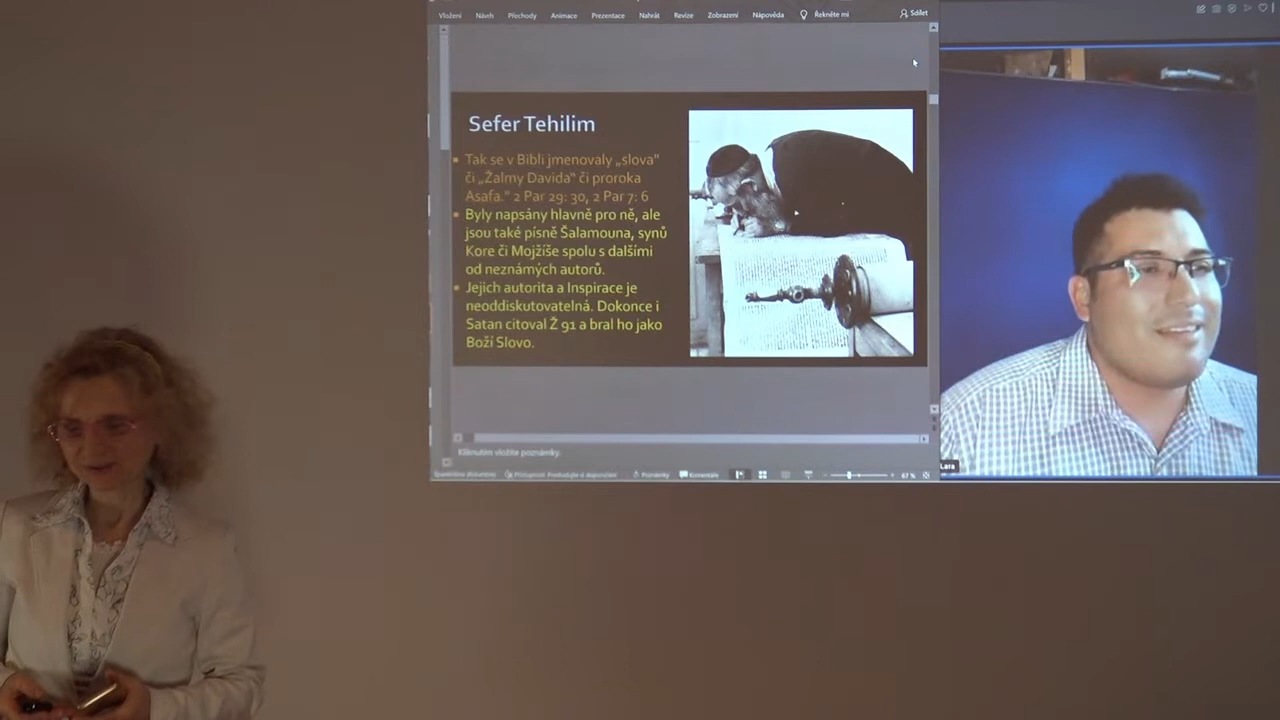 Vložení Návrh Přechody Animace Prezentace Nahrát Revize Zobrazení Nápověda Řekněte mi Sdílet
Sefer Tehilim
Tak se v Bibli jmenovaly „slova"
či „Žalmy Davida" či proroka
Asafa." 2 Par 29: 30, 2 Par 7: 6
Byly napsány hlavně pro ně, ale
jsou také písně Šalamouna, synů
Kore či Mojžíše spolu s dalšími
od neznámých autorů.
Jejich autorita a Inspirace je
neoddiskutovatelná. Dokonce i
Satan citoval Ž 91 a bral ho jako
Boží Slovo.
Kliknutím vložíte poznámky.
Lara
Poznámky Komentáře 67 %